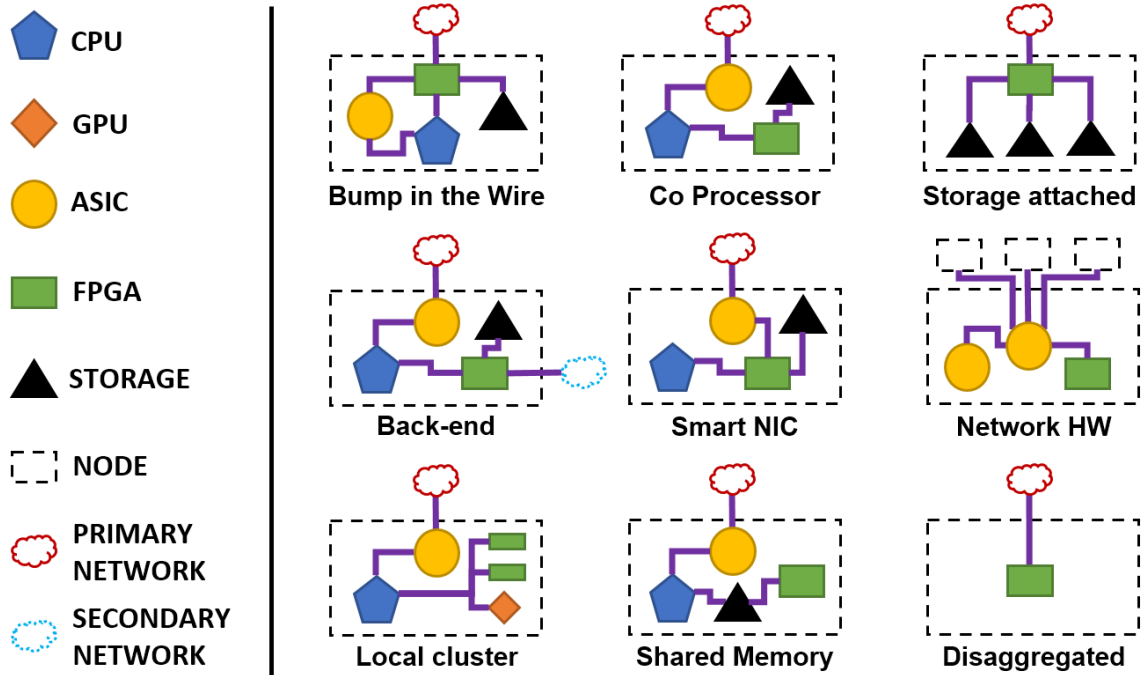 CPU
GPU
ASIC
FPGA
STORAGE
NODE
PRIMARY
NETWORK
SECONDARY
NETWORK
Bump in the Wire
Co Processor
Storage attached
Back-end
Smart NIC
Network HW
Local cluster
Shared Memory
Disaggregated